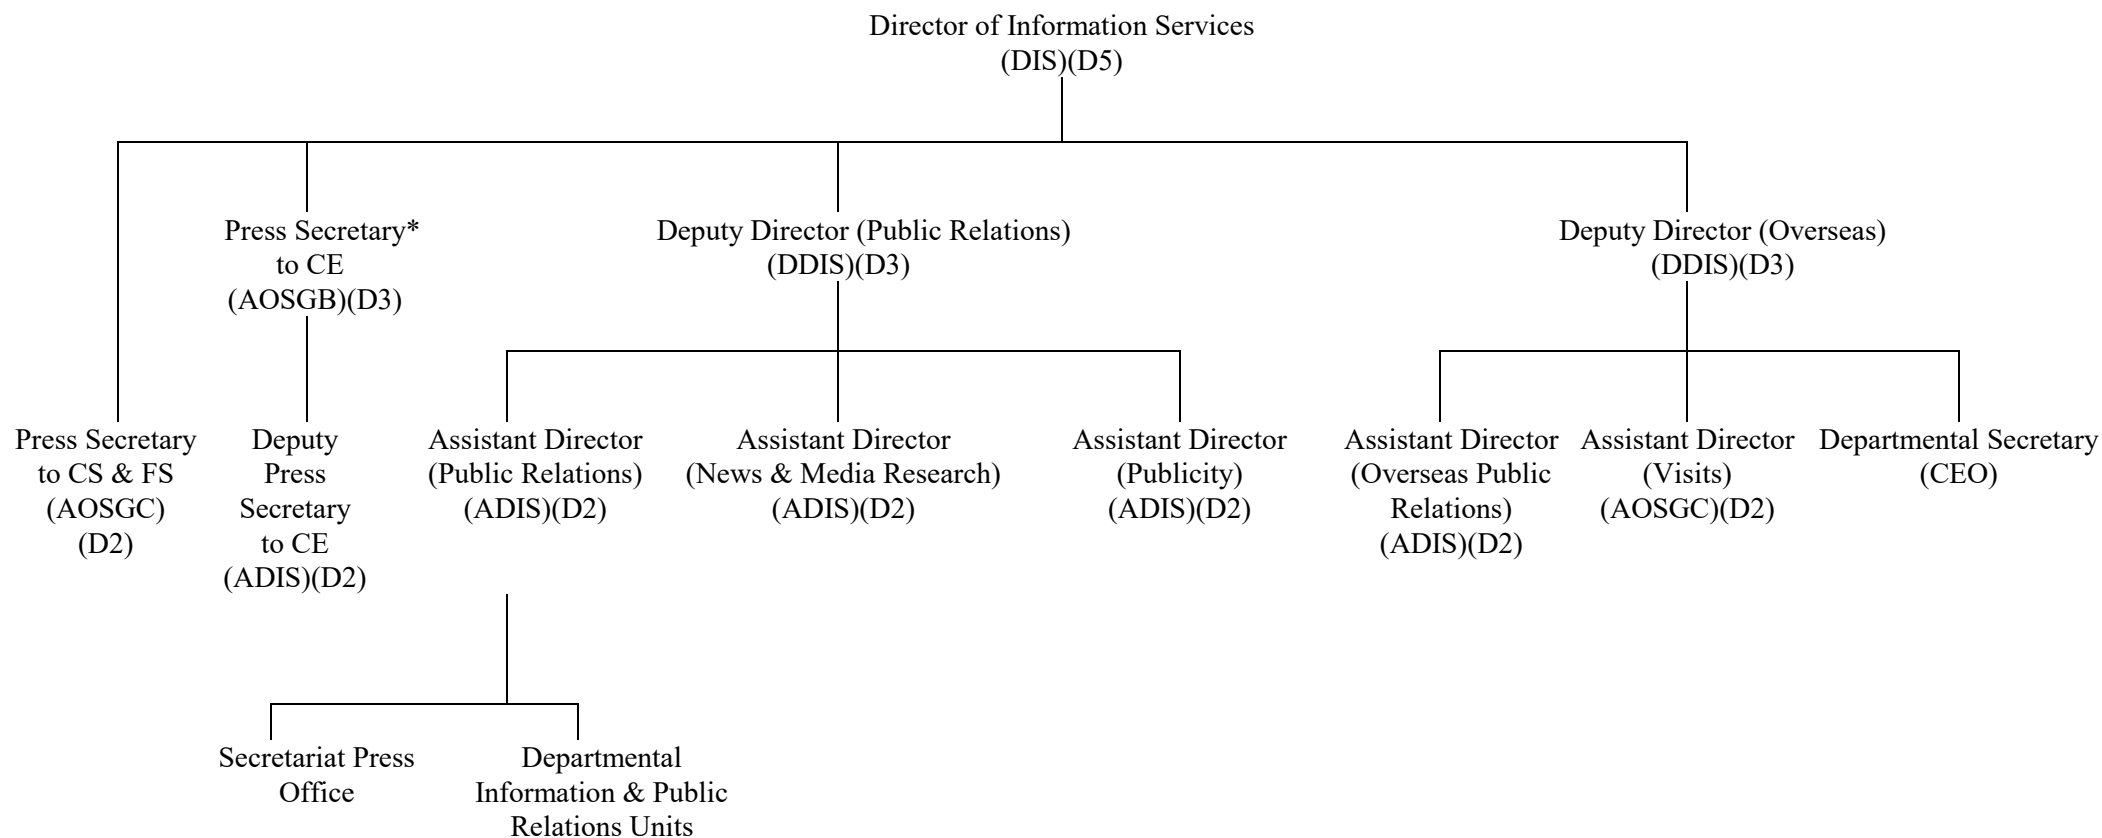 Director of Information Services
(DIS)(D5)
Press Secretary*
to CE
(AOSGB)(D3)
Deputy Director (Public Relations)
(DDIS)(D3)
Deputy Director (Overseas)
(DDIS)(D3)
Press Secretary
to CS & FS
(AOSGC)
(D2)
Deputy
Press
Secretary
to CE
(ADIS)(D2)
Assistant Director
(Public Relations)
(ADIS)(D2)
Assistant Director
(News & Media Research)
(ADIS)(D2)
Assistant Director
(Publicity)
(ADIS)(D2)
Assistant Director
(Overseas Public
Relations)
(ADIS)(D2)
Assistant Director
(Visits)
(AOSGC)(D2)
Departmental Secretary
(CEO)
Secretariat Press
Office
Departmental
Information & Public
Relations Units